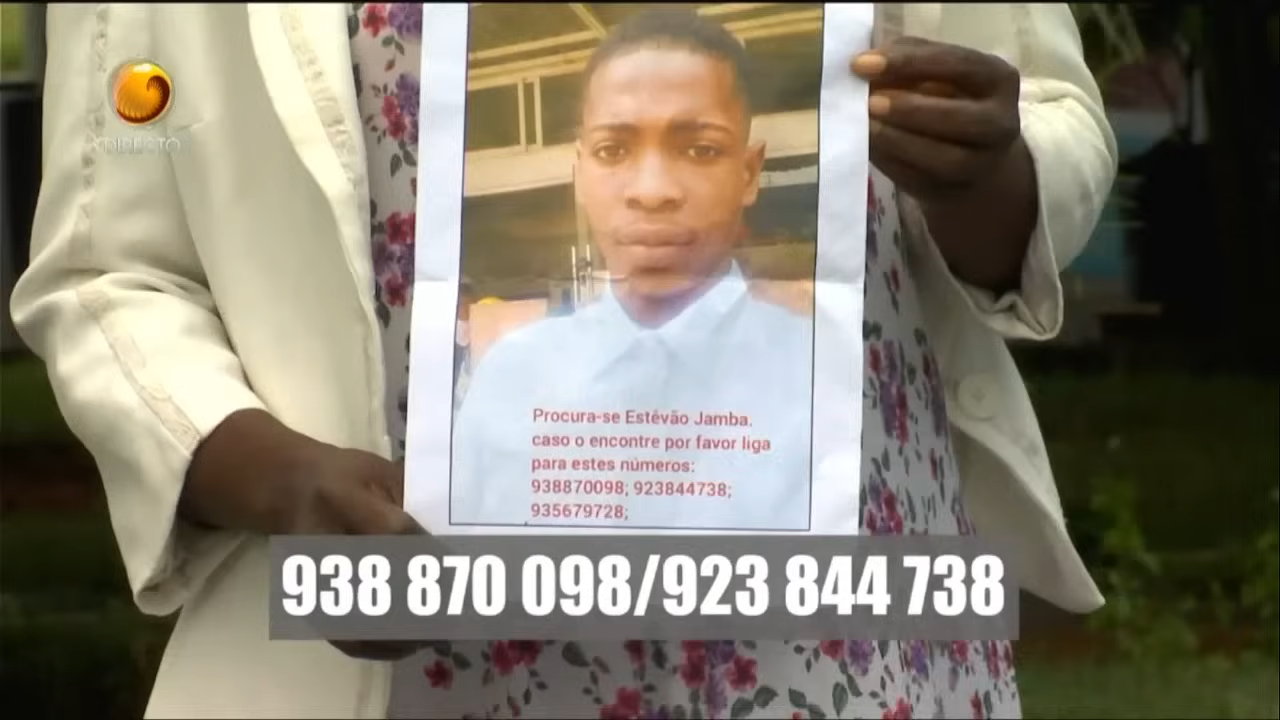 DIRECTO
Procura-se Estêvão Jamba.
caso o encontre por favor liga
para estes números:
938870098; 923844738;
935679728;
938 870 098/923 844 738